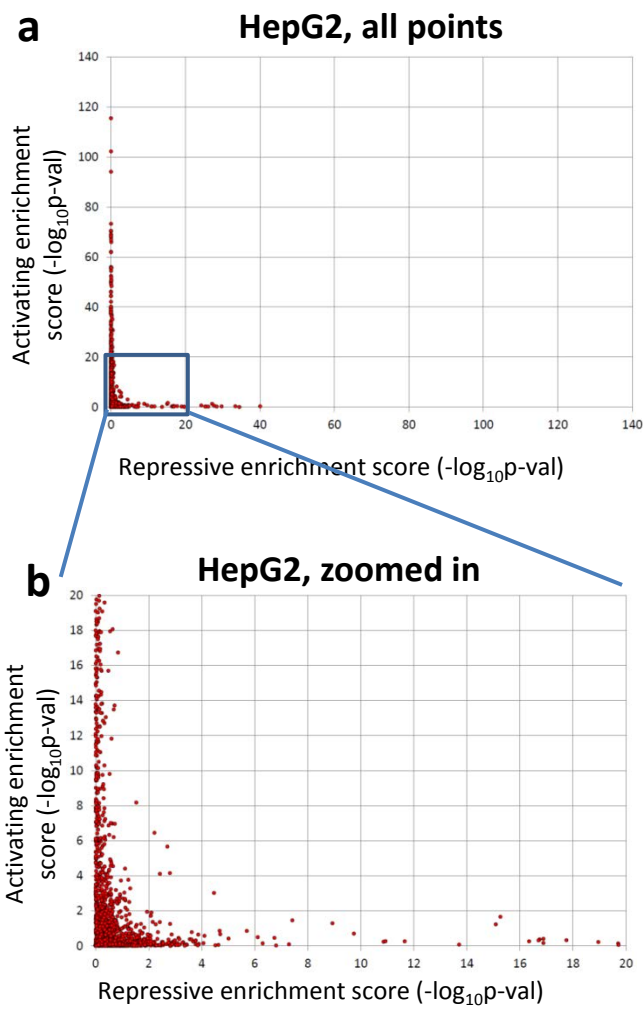 a
HepG2, all points
Activating enrichment
score (-log₁₀p-val)
140
120
100
80
60
40
20
0
0 20 40 60 80 100 120 140
Repressive enrichment score (-log₁₀p-val)
b
HepG2, zoomed in
Activating enrichment
score (-log₁₀p-val)
20
18
16
14
12
10
8
6
4
2
0
0 2 4 6 8 10 12 14 16 18 20
Repressive enrichment score (-log₁₀p-val)